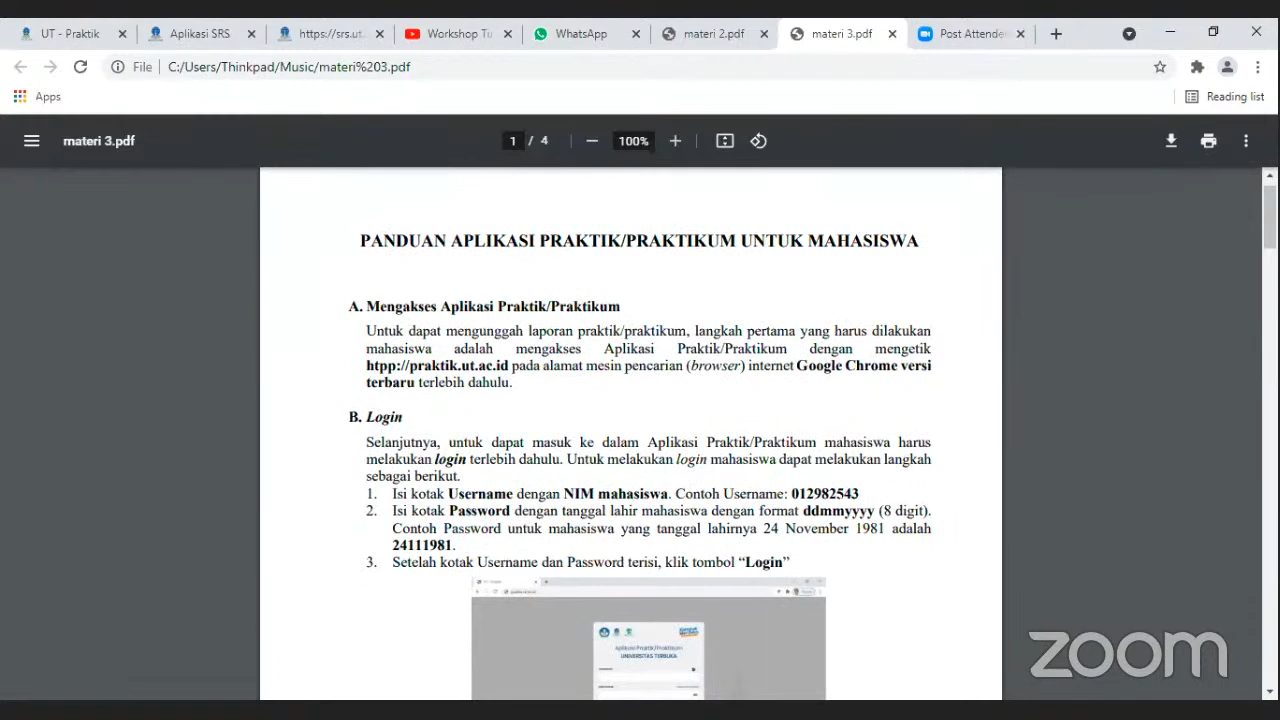 UT - Praktik
Aplikasi SRS
https://srs.ut.
Workshop Tu
WhatsApp
materi 2.pdf
materi 3.pdf
Post Attende
File
C:/Users/Thinkpad/Music/materi%203.pdf
Apps
Reading list
materi 3.pdf
1 / 4
100%
PANDUAN APLIKASI PRAKTIK/PRAKTIKUM UNTUK MAHASISWA
A. Mengakses Aplikasi Praktik/Praktikum
Untuk dapat mengunggah laporan praktik/praktikum, langkah pertama yang harus dilakukan
mahasiswa adalah mengakses Aplikasi Praktik/Praktikum dengan mengetik
htpp://praktik.ut.ac.id pada alamat mesin pencarian (browser) internet Google Chrome versi
terbaru terlebih dahulu.
B. Login
Selanjutnya, untuk dapat masuk ke dalam Aplikasi Praktik/Praktikum mahasiswa harus
melakukan login terlebih dahulu. Untuk melakukan login mahasiswa dapat melakukan langkah
sebagai berikut.
1. Isi kotak Username dengan NIM mahasiswa. Contoh Username: 012982543
2. Isi kotak Password dengan tanggal lahir mahasiswa dengan format ddmmyyyy (8 digit).
Contoh Password untuk mahasiswa yang tanggal lahirnya 24 November 1981 adalah
24111981.
3. Setelah kotak Username dan Password terisi, klik tombol “Login”
Aplikasi Praktik/Praktikum
UNIVERSITAS TERBUKA
zoom